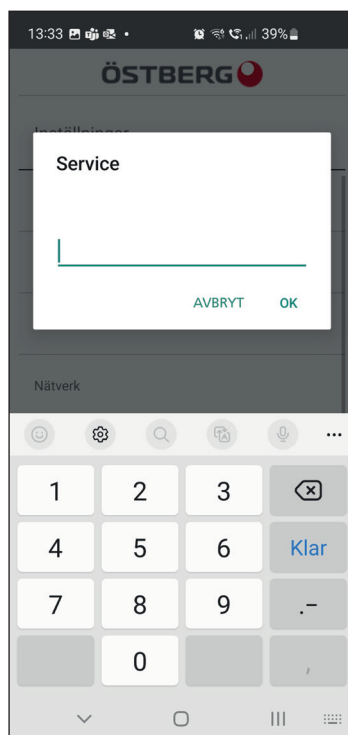 13:33 39%
ÖSTBERG
Inställningar
Service
AVBRYT OK
Nätverk
1 2 3
4 5 6 Klar
7 8 9 .-
0 ,